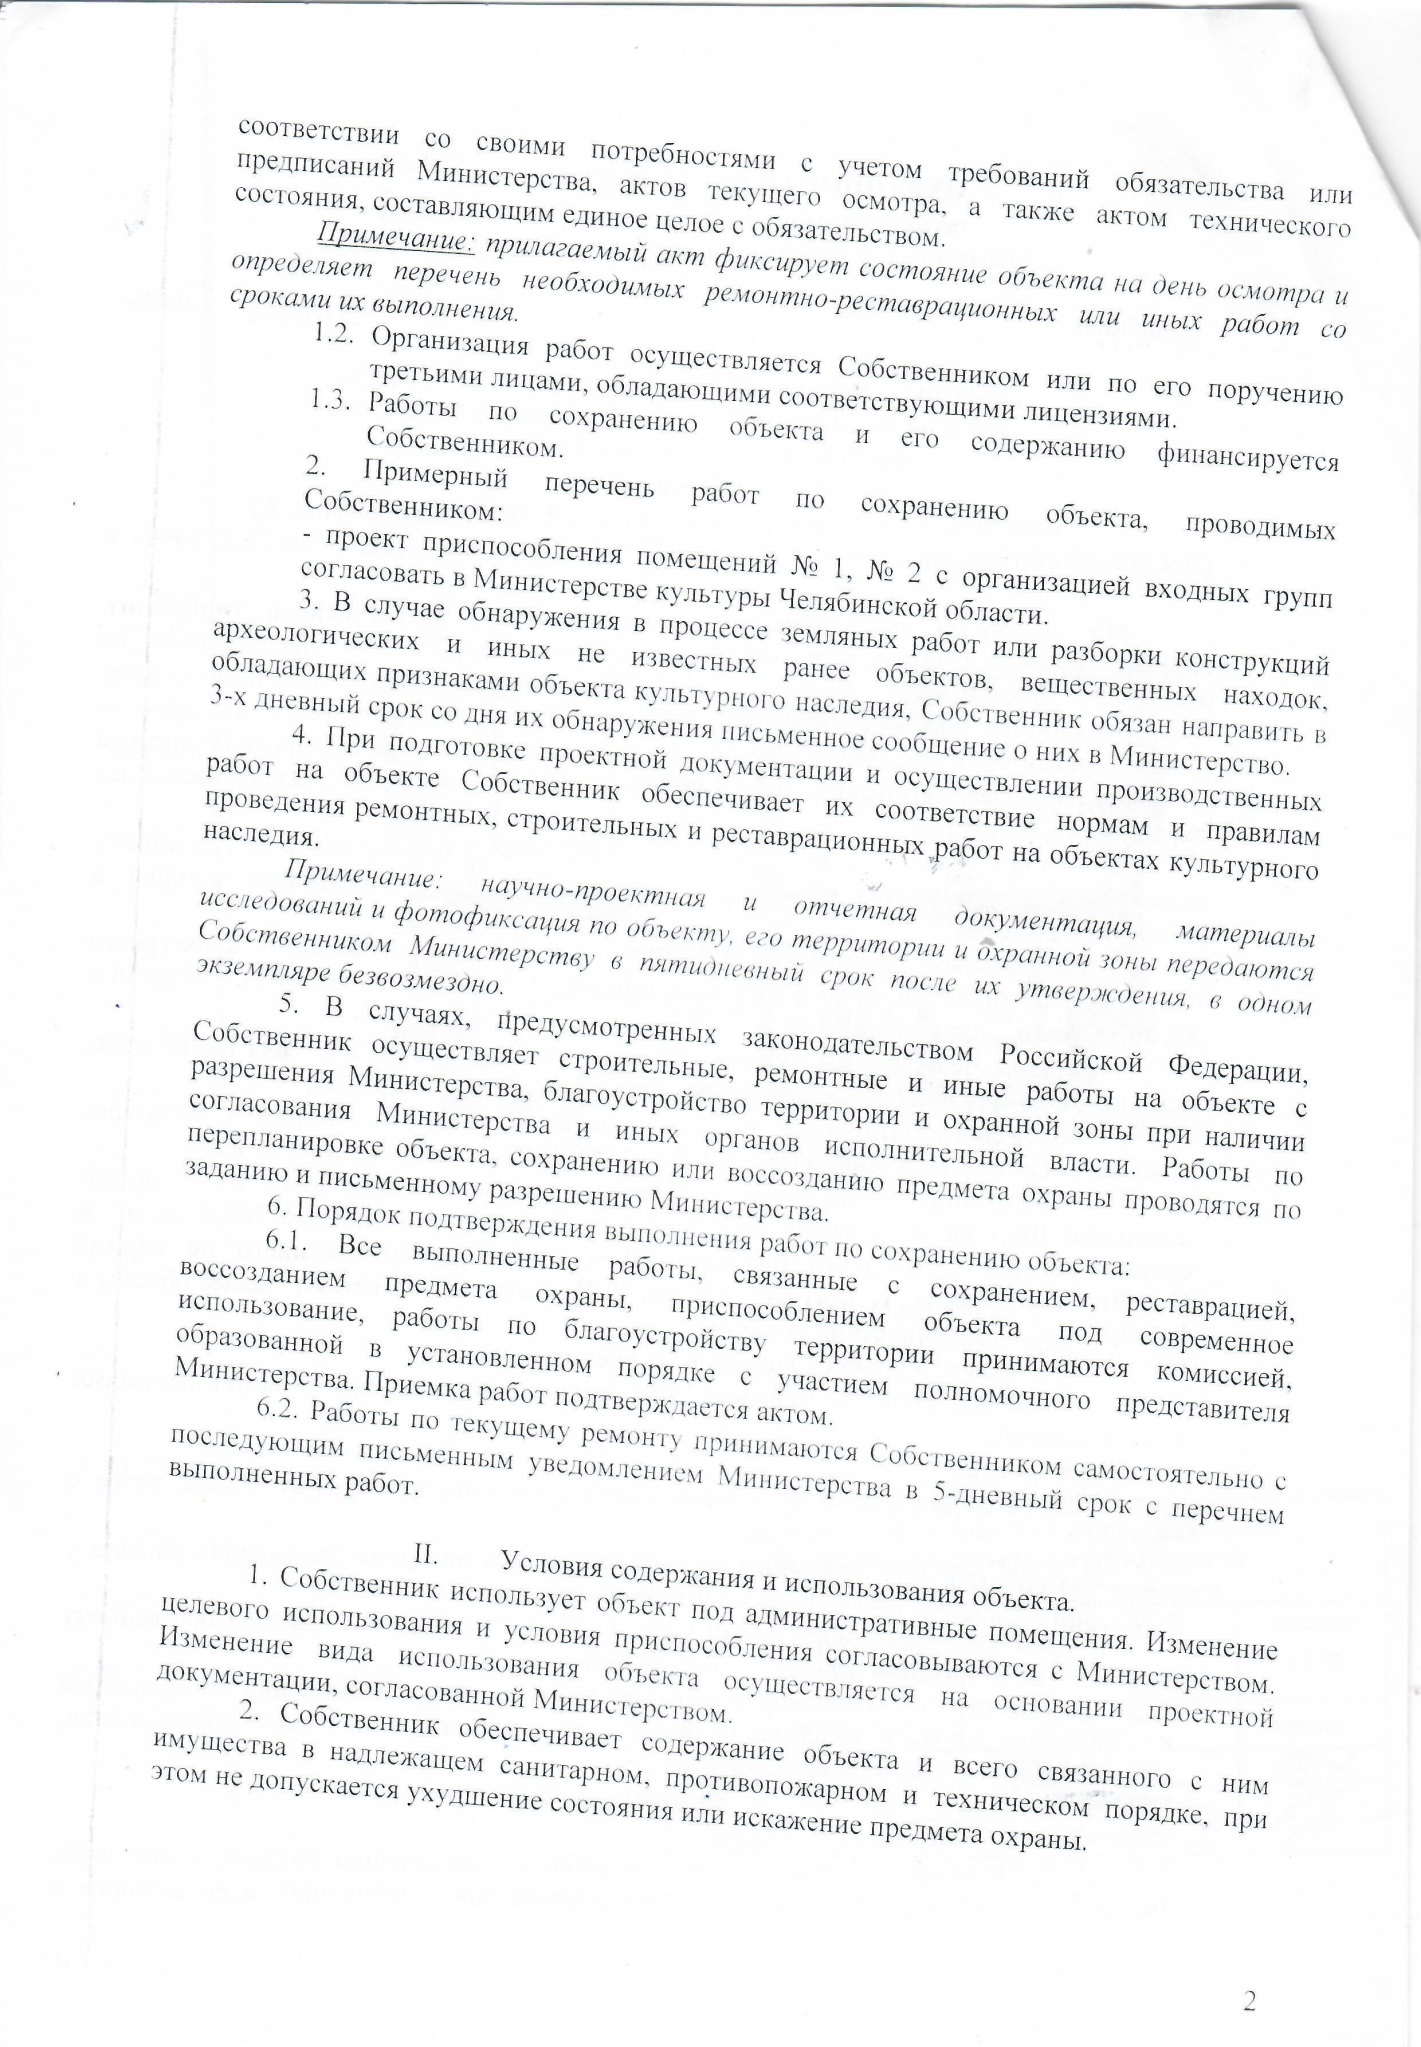 соответствии со своими потребностями с учетом требований обязательства или
предписаний Министерства, актов текущего осмотра, а также актом технического
состояния, составляющим единое целое с обязательством.
Примечание: прилагаемый акт фиксирует состояние объекта на день осмотра и
определяет перечень необходимых ремонтно-реставрационных или иных работ со
сроками их выполнения.
1.2. Организация работ осуществляется Собственником или по его поручению
третьими лицами, обладающими соответствующими лицензиями.
1.3. Работы по сохранению объекта и его содержанию финансируется
Собственником.
2. Примерный перечень работ по сохранению объекта, проводимых
Собственником:
- проект приспособления помещений № 1, № 2 с организацией входных групп
согласовать в Министерстве культуры Челябинской области.
3. В случае обнаружения в процессе земляных работ или разборки конструкций
археологических и иных не известных ранее объектов, вещественных находок,
обладающих признаками объекта культурного наследия, Собственник обязан направить в
3-х дневный срок со дня их обнаружения письменное сообщение о них в Министерство.
4. При подготовке проектной документации и осуществлении производственных
работ на объекте Собственник обеспечивает их соответствие нормам и правилам
проведения ремонтных, строительных и реставрационных работ на объектах культурного
наследия.
Примечание: научно-проектная и отчетная документация, материалы
исследований и фотофиксация по объекту, его территории и охранной зоны передаются
Собственником Министерству в пятидневный срок после их утверждения, в одном
экземпляре безвозмездно.
5. В случаях, предусмотренных законодательством Российской Федерации,
Собственник осуществляет строительные, ремонтные и иные работы на объекте с
разрешения Министерства, благоустройство территории и охранной зоны при наличии
согласования Министерства и иных органов исполнительной власти. Работы по
перепланировке объекта, сохранению или воссозданию предмета охраны проводятся по
заданию и письменному разрешению Министерства.
6. Порядок подтверждения выполнения работ по сохранению объекта:
6.1. Все выполненные работы, связанные с сохранением, реставрацией,
воссозданием предмета охраны, приспособлением объекта под современное
использование, работы по благоустройству территории принимаются комиссией,
образованной в установленном порядке с участием полномочного представителя
Министерства. Приемка работ подтверждается актом.
6.2. Работы по текущему ремонту принимаются Собственником самостоятельно с
последующим письменным уведомлением Министерства в 5-дневный срок с перечнем
выполненных работ.
II. Условия содержания и использования объекта.
1. Собственник использует объект под административные помещения. Изменение
целевого использования и условия приспособления согласовываются с Министерством.
Изменение вида использования объекта осуществляется на основании проектной
документации, согласованной Министерством.
2. Собственник обеспечивает содержание объекта и всего связанного с ним
имущества в надлежащем санитарном, противопожарном и техническом порядке, при
этом не допускается ухудшение состояния или искажение предмета охраны.
2